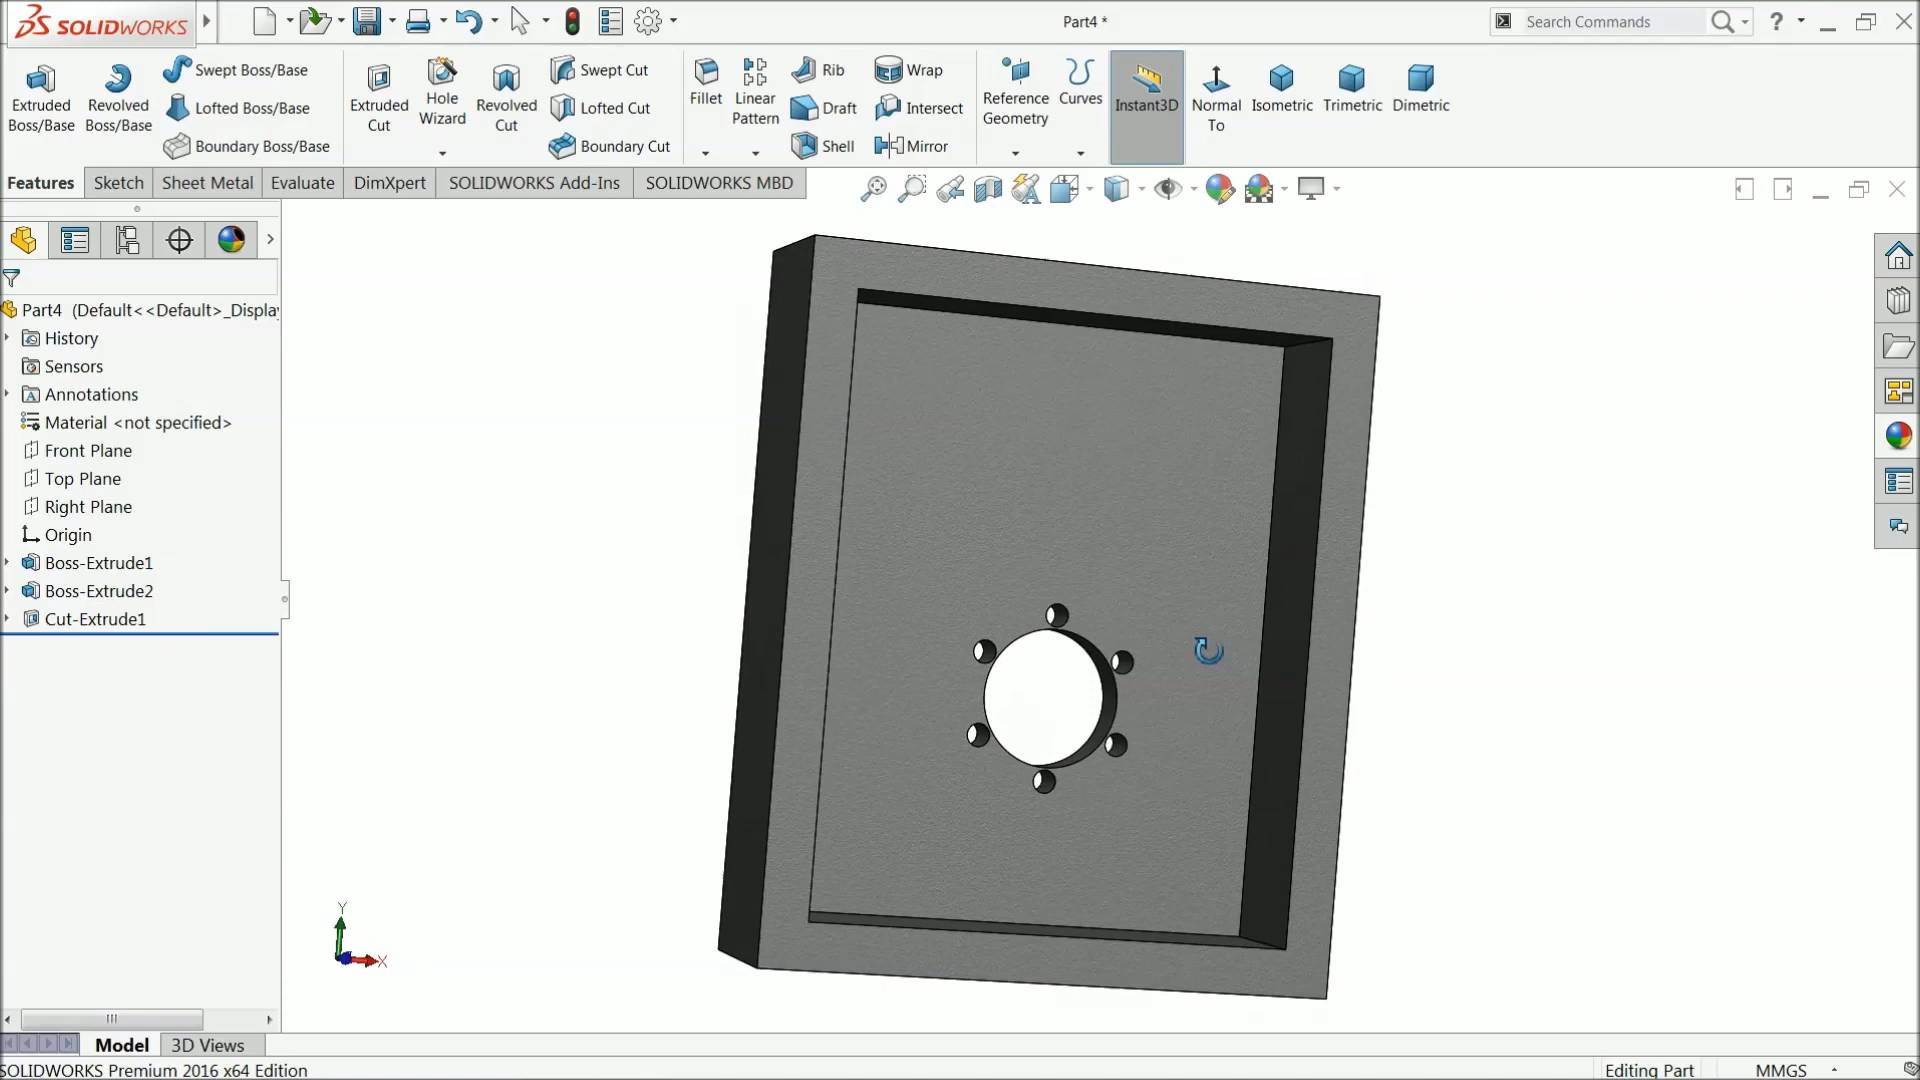 SOLIDWORKS
Part4 *
Search Commands
?
Extruded Boss/Base
Revolved Boss/Base
Swept Boss/Base
Lofted Boss/Base
Boundary Boss/Base
Extruded Cut
Hole Wizard
Revolved Cut
Swept Cut
Lofted Cut
Boundary Cut
Fillet
Linear Pattern
Rib
Draft
Shell
Wrap
Intersect
Mirror
Reference Geometry
Curves
Instant3D
Normal To
Isometric
Trimetric
Dimetric
Features
Sketch
Sheet Metal
Evaluate
DimXpert
SOLIDWORKS Add-Ins
SOLIDWORKS MBD
Part4 (Default<<Default>_Displa
History
Sensors
Annotations
Material <not specified>
Front Plane
Top Plane
Right Plane
Origin
Boss-Extrude1
Boss-Extrude2
Cut-Extrude1
Y
X
Model
3D Views
SOLIDWORKS Premium 2016 x64 Edition
Editing Part
MMGS